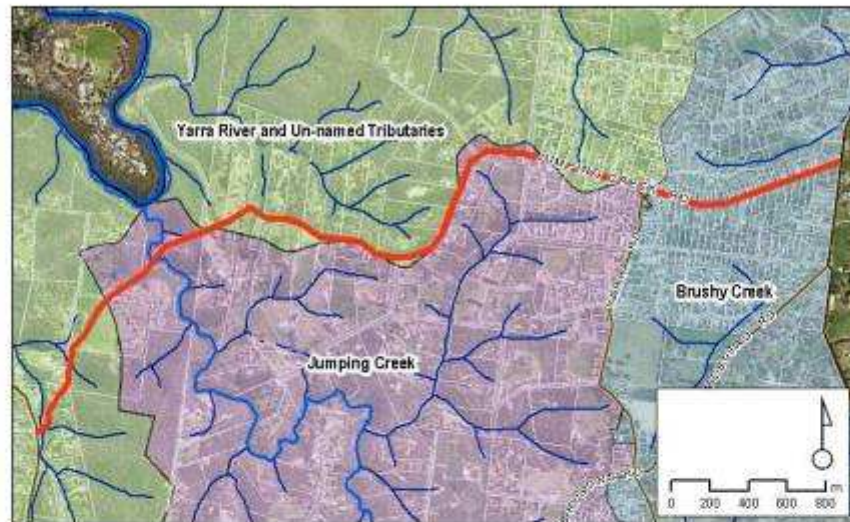 Yarra River and Un-named Tributaries
Brushy Creek
Jumping Creek
m
0 200 400 600 800